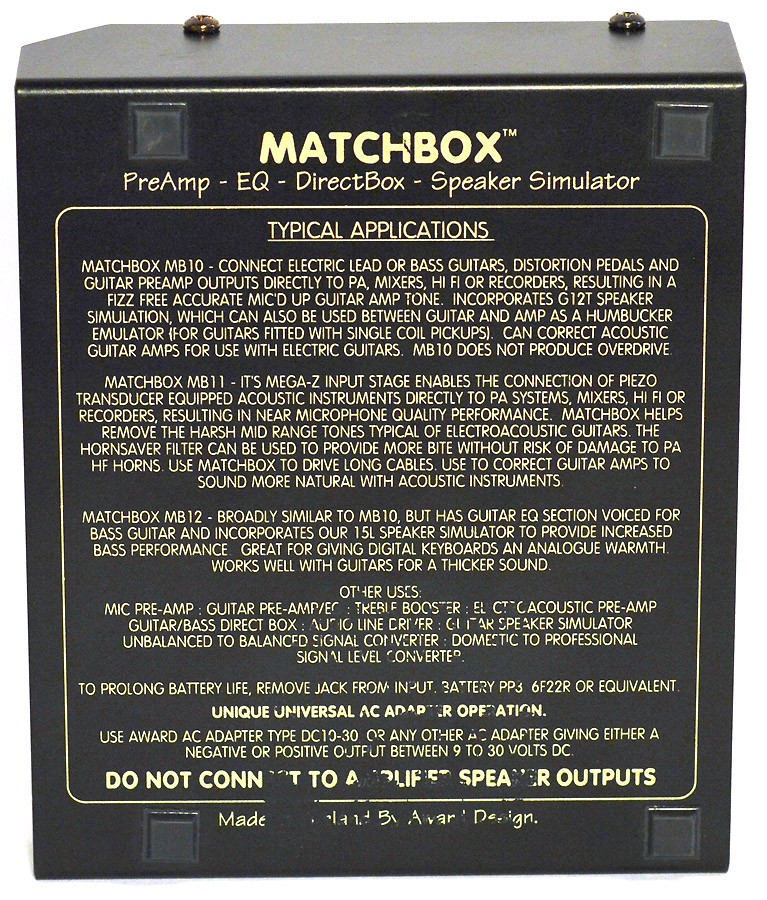 MATCHBOX™
PreAmp - EQ - DirectBox - Speaker Simulator
TYPICAL APPLICATIONS
MATCHBOX MB10 - CONNECT ELECTRIC LEAD OR BASS GUITARS, DISTORTION PEDALS AND
GUITAR PREAMP OUTPUTS DIRECTLY TO PA, MIXERS, HI FI OR RECORDERS, RESULTING IN A
FIZZ FREE ACCURATE MIC'D UP GUITAR AMP TONE. INCORPORATES G12T SPEAKER
SIMULATION, WHICH CAN ALSO BE USED BETWEEN GUITAR AND AMP AS A HUMBUCKER
EMULATOR (FOR GUITARS FITTED WITH SINGLE COIL PICKUPS). CAN CORRECT ACOUSTIC
GUITAR AMPS FOR USE WITH ELECTRIC GUITARS. MB10 DOES NOT PRODUCE OVERDRIVE.
MATCHBOX MB11 - IT'S MEGA-Z INPUT STAGE ENABLES THE CONNECTION OF PIEZO
TRANSDUCER EQUIPPED ACOUSTIC INSTRUMENTS DIRECTLY TO PA SYSTEMS, MIXERS, HI FI OR
RECORDERS, RESULTING IN NEAR MICROPHONE QUALITY PERFORMANCE. MATCHBOX HELPS
REMOVE THE HARSH MID RANGE TONES TYPICAL OF ELECTROACOUSTIC GUITARS. THE
HORNSAVER FILTER CAN BE USED TO PROVIDE MORE BITE WITHOUT RISK OF DAMAGE TO PA
HF HORNS. USE MATCHBOX TO DRIVE LONG CABLES. USE TO CORRECT GUITAR AMPS TO
SOUND MORE NATURAL WITH ACOUSTIC INSTRUMENTS.
MATCHBOX MB12 - BROADLY SIMILAR TO MB10, BUT HAS GUITAR EQ SECTION VOICED FOR
BASS GUITAR AND INCORPORATES OUR 15L SPEAKER SIMULATOR TO PROVIDE INCREASED
BASS PERFORMANCE GREAT FOR GIVING DIGITAL KEYBOARDS AN ANALOGUE WARMTH.
WORKS WELL WITH GUITARS FOR A THICKER SOUND.
OTHER USES:
MIC PRE-AMP : GUITAR PRE-AMP/EQ : TREBLE BOOSTER : ELECTROACOUSTIC PRE-AMP
GUITAR/BASS DIRECT BOX : AUDIO LINE DRIVER : GUITAR SPEAKER SIMULATOR
UNBALANCED TO BALANCED SIGNAL CONVERTER : DOMESTIC TO PROFESSIONAL
SIGNAL LEVEL CONVERTER.
TO PROLONG BATTERY LIFE, REMOVE JACK FROM INPUT. BATTERY PP3 6F22R OR EQUIVALENT.
UNIQUE UNIVERSAL AC ADAPTER OPERATION.
USE AWARD AC ADAPTER TYPE DC10-30 OR ANY OTHER AC ADAPTER GIVING EITHER A
NEGATIVE OR POSITIVE OUTPUT BETWEEN 9 TO 30 VOLTS DC.
DO NOT CONNECT TO AMPLIFIER SPEAKER OUTPUTS
Made By Award Design.